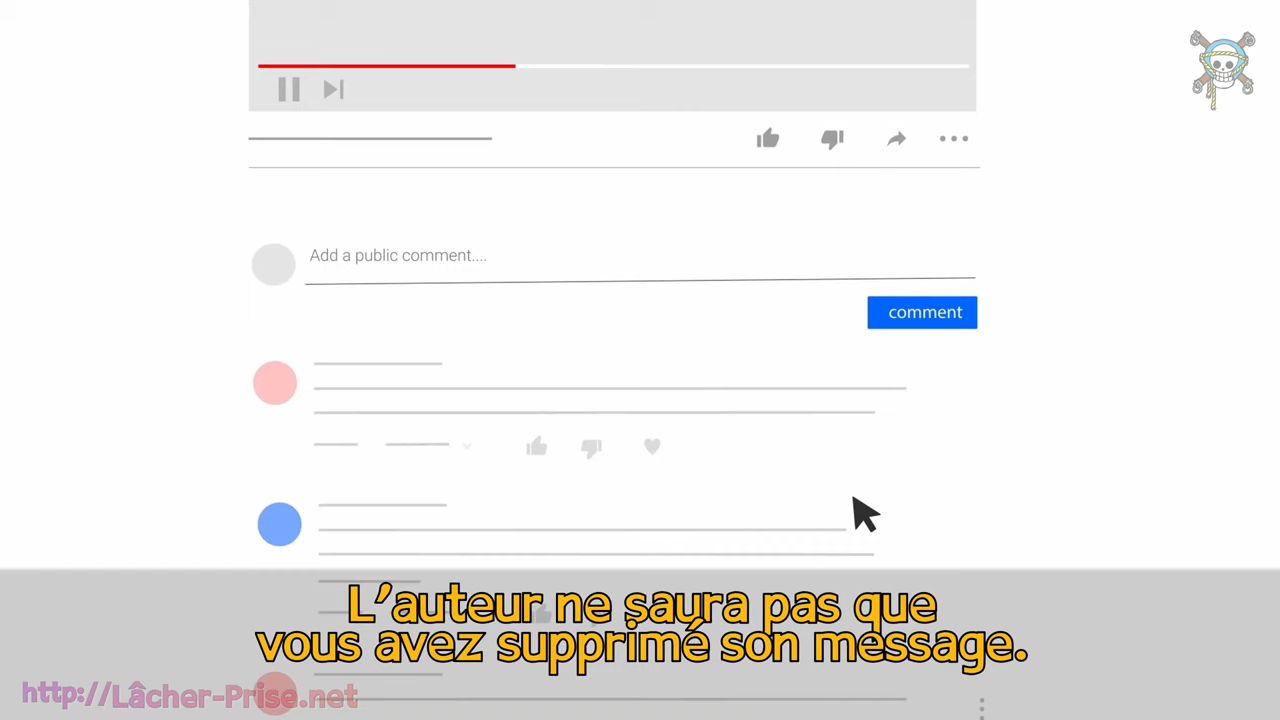 Add a public comment....
comment
L'auteur ne saura pas que
vous avez supprimé son message.
http://Lâcher-Prise.net